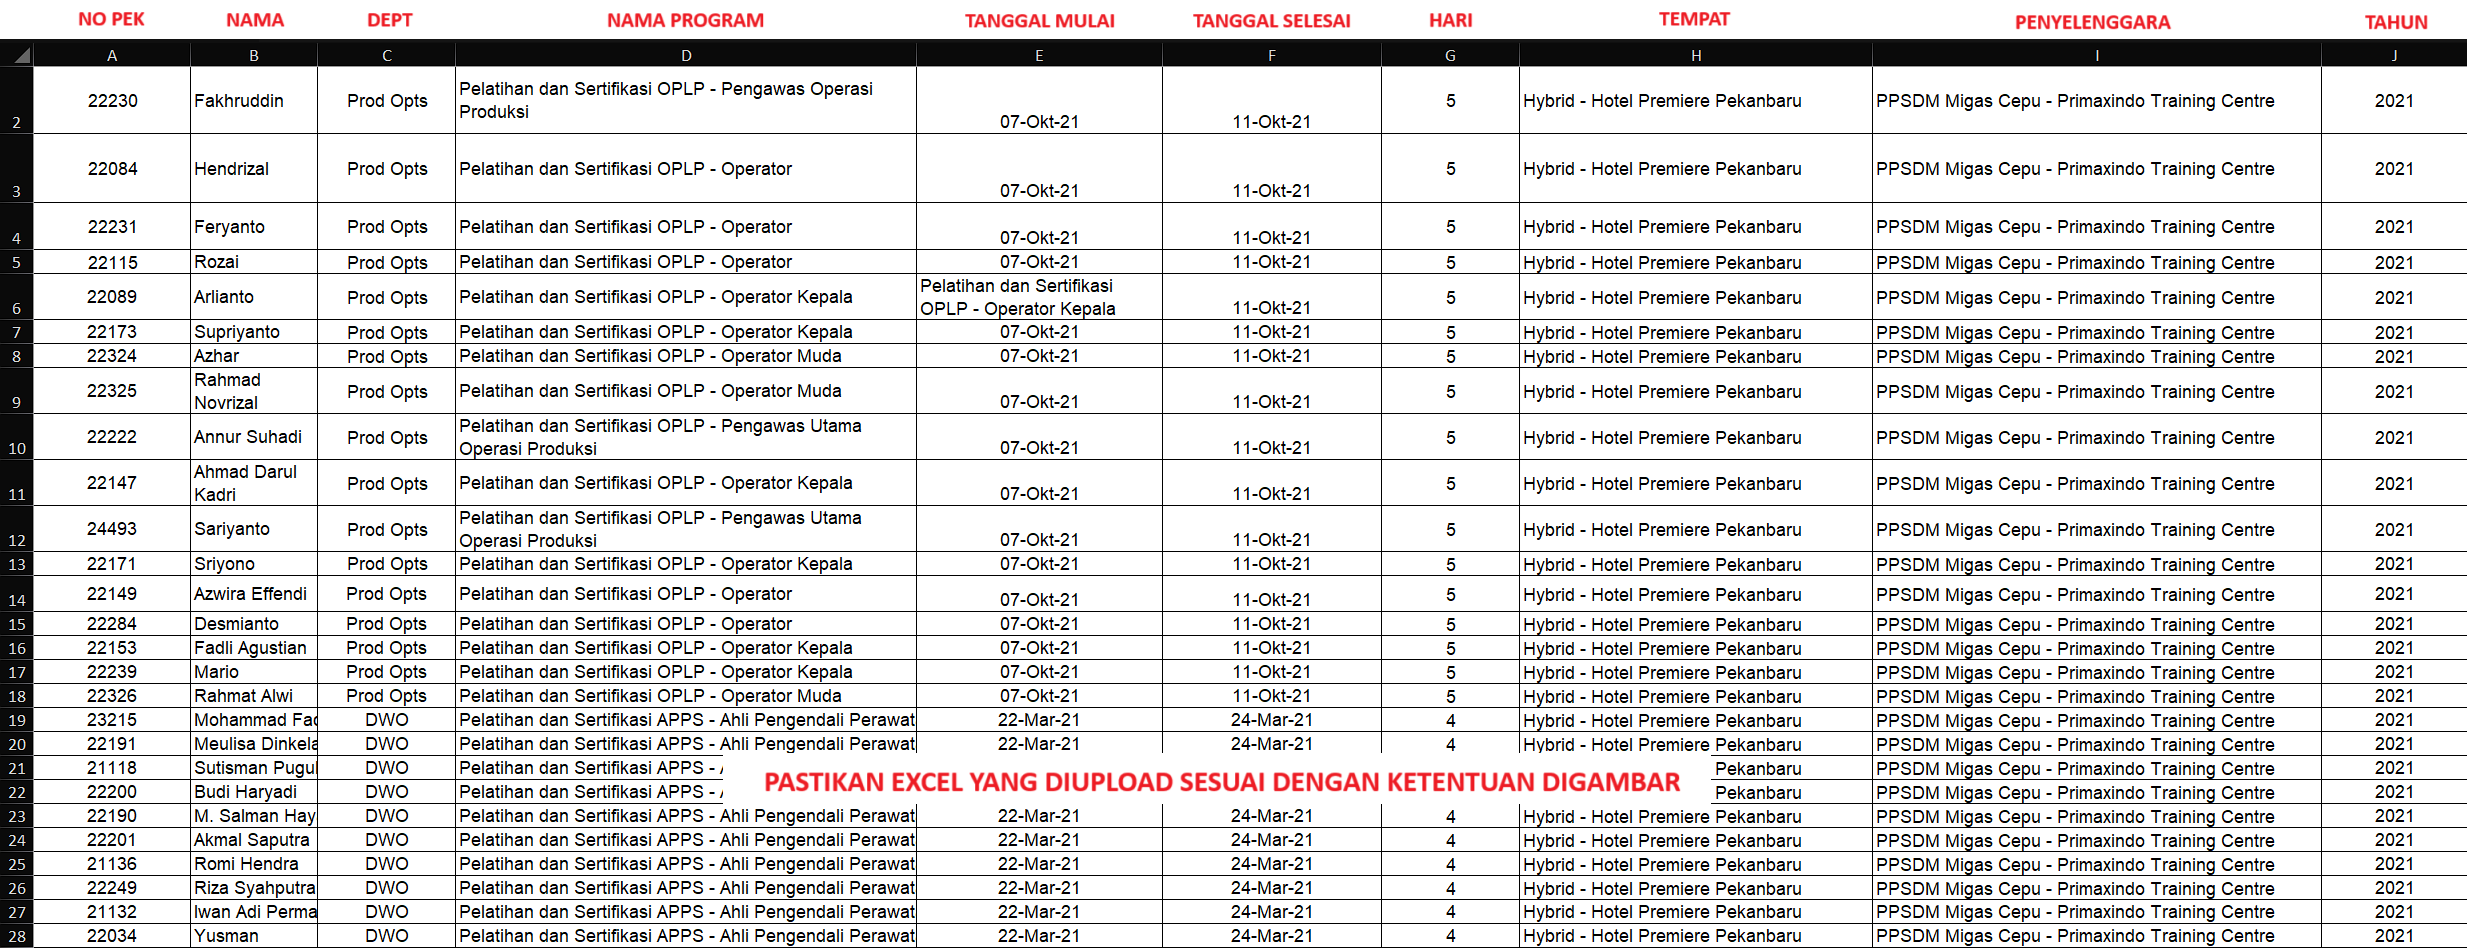 NO PEK NAMA DEPT NAMA PROGRAM TANGGAL MULAI TANGGAL SELESAI HARI TEMPAT PENYELENGGARA TAHUN
A B C D E F G H I J
2 22230 Fakhruddin Prod Opts Pelatihan dan Sertifikasi OPLP - Pengawas Operasi
Produksi 07-Okt-21 11-Okt-21 5 Hybrid - Hotel Premiere Pekanbaru PPSDM Migas Cepu - Primaxindo Training Centre 2021
3 22084 Hendrizal Prod Opts Pelatihan dan Sertifikasi OPLP - Operator 07-Okt-21 11-Okt-21 5 Hybrid - Hotel Premiere Pekanbaru PPSDM Migas Cepu - Primaxindo Training Centre 2021
4 22231 Feryanto Prod Opts Pelatihan dan Sertifikasi OPLP - Operator 07-Okt-21 11-Okt-21 5 Hybrid - Hotel Premiere Pekanbaru PPSDM Migas Cepu - Primaxindo Training Centre 2021
5 22115 Rozai Prod Opts Pelatihan dan Sertifikasi OPLP - Operator 07-Okt-21 11-Okt-21 5 Hybrid - Hotel Premiere Pekanbaru PPSDM Migas Cepu - Primaxindo Training Centre 2021
6 22089 Arlianto Prod Opts Pelatihan dan Sertifikasi OPLP - Operator Kepala Pelatihan dan Sertifikasi
OPLP - Operator Kepala 11-Okt-21 5 Hybrid - Hotel Premiere Pekanbaru PPSDM Migas Cepu - Primaxindo Training Centre 2021
7 22173 Supriyanto Prod Opts Pelatihan dan Sertifikasi OPLP - Operator Kepala 07-Okt-21 11-Okt-21 5 Hybrid - Hotel Premiere Pekanbaru PPSDM Migas Cepu - Primaxindo Training Centre 2021
8 22324 Azhar Prod Opts Pelatihan dan Sertifikasi OPLP - Operator Muda 07-Okt-21 11-Okt-21 5 Hybrid - Hotel Premiere Pekanbaru PPSDM Migas Cepu - Primaxindo Training Centre 2021
9 22325 Rahmad
Novrizal Prod Opts Pelatihan dan Sertifikasi OPLP - Operator Muda 07-Okt-21 11-Okt-21 5 Hybrid - Hotel Premiere Pekanbaru PPSDM Migas Cepu - Primaxindo Training Centre 2021
10 22222 Annur Suhadi Prod Opts Pelatihan dan Sertifikasi OPLP - Pengawas Utama
Operasi Produksi 07-Okt-21 11-Okt-21 5 Hybrid - Hotel Premiere Pekanbaru PPSDM Migas Cepu - Primaxindo Training Centre 2021
11 22147 Ahmad Darul
Kadri Prod Opts Pelatihan dan Sertifikasi OPLP - Operator Kepala 07-Okt-21 11-Okt-21 5 Hybrid - Hotel Premiere Pekanbaru PPSDM Migas Cepu - Primaxindo Training Centre 2021
12 24493 Sariyanto Prod Opts Pelatihan dan Sertifikasi OPLP - Pengawas Utama
Operasi Produksi 07-Okt-21 11-Okt-21 5 Hybrid - Hotel Premiere Pekanbaru PPSDM Migas Cepu - Primaxindo Training Centre 2021
13 22171 Sriyono Prod Opts Pelatihan dan Sertifikasi OPLP - Operator Kepala 07-Okt-21 11-Okt-21 5 Hybrid - Hotel Premiere Pekanbaru PPSDM Migas Cepu - Primaxindo Training Centre 2021
14 22149 Azwira Effendi Prod Opts Pelatihan dan Sertifikasi OPLP - Operator 07-Okt-21 11-Okt-21 5 Hybrid - Hotel Premiere Pekanbaru PPSDM Migas Cepu - Primaxindo Training Centre 2021
15 22284 Desmianto Prod Opts Pelatihan dan Sertifikasi OPLP - Operator 07-Okt-21 11-Okt-21 5 Hybrid - Hotel Premiere Pekanbaru PPSDM Migas Cepu - Primaxindo Training Centre 2021
16 22153 Fadli Agustian Prod Opts Pelatihan dan Sertifikasi OPLP - Operator Kepala 07-Okt-21 11-Okt-21 5 Hybrid - Hotel Premiere Pekanbaru PPSDM Migas Cepu - Primaxindo Training Centre 2021
17 22239 Mario Prod Opts Pelatihan dan Sertifikasi OPLP - Operator Kepala 07-Okt-21 11-Okt-21 5 Hybrid - Hotel Premiere Pekanbaru PPSDM Migas Cepu - Primaxindo Training Centre 2021
18 22326 Rahmat Alwi Prod Opts Pelatihan dan Sertifikasi OPLP - Operator Muda 07-Okt-21 11-Okt-21 5 Hybrid - Hotel Premiere Pekanbaru PPSDM Migas Cepu - Primaxindo Training Centre 2021
19 23215 Mohammad Fad DWO Pelatihan dan Sertifikasi APPS - Ahli Pengendali Perawat 22-Mar-21 24-Mar-21 4 Hybrid - Hotel Premiere Pekanbaru PPSDM Migas Cepu - Primaxindo Training Centre 2021
20 22191 Meulisa Dinkela DWO Pelatihan dan Sertifikasi APPS - Ahli Pengendali Perawat 22-Mar-21 24-Mar-21 4 Hybrid - Hotel Premiere Pekanbaru PPSDM Migas Cepu - Primaxindo Training Centre 2021
21 21118 Sutisman Pugul DWO Pelatihan dan Sertifikasi APPS - Pekanbaru PPSDM Migas Cepu - Primaxindo Training Centre 2021
PASTIKAN EXCEL YANG DIUPLOAD SESUAI DENGAN KETENTUAN DIGAMBAR
22 22200 Budi Haryadi DWO Pelatihan dan Sertifikasi APPS - Pekanbaru PPSDM Migas Cepu - Primaxindo Training Centre 2021
23 22190 M. Salman Hay DWO Pelatihan dan Sertifikasi APPS - Ahli Pengendali Perawat 22-Mar-21 24-Mar-21 4 Hybrid - Hotel Premiere Pekanbaru PPSDM Migas Cepu - Primaxindo Training Centre 2021
24 22201 Akmal Saputra DWO Pelatihan dan Sertifikasi APPS - Ahli Pengendali Perawat 22-Mar-21 24-Mar-21 4 Hybrid - Hotel Premiere Pekanbaru PPSDM Migas Cepu - Primaxindo Training Centre 2021
25 21136 Romi Hendra DWO Pelatihan dan Sertifikasi APPS - Ahli Pengendali Perawat 22-Mar-21 24-Mar-21 4 Hybrid - Hotel Premiere Pekanbaru PPSDM Migas Cepu - Primaxindo Training Centre 2021
26 22249 Riza Syahputra DWO Pelatihan dan Sertifikasi APPS - Ahli Pengendali Perawat 22-Mar-21 24-Mar-21 4 Hybrid - Hotel Premiere Pekanbaru PPSDM Migas Cepu - Primaxindo Training Centre 2021
27 21132 Iwan Adi Perma DWO Pelatihan dan Sertifikasi APPS - Ahli Pengendali Perawat 22-Mar-21 24-Mar-21 4 Hybrid - Hotel Premiere Pekanbaru PPSDM Migas Cepu - Primaxindo Training Centre 2021
28 22034 Yusman DWO Pelatihan dan Sertifikasi APPS - Ahli Pengendali Perawat 22-Mar-21 24-Mar-21 4 Hybrid - Hotel Premiere Pekanbaru PPSDM Migas Cepu - Primaxindo Training Centre 2021